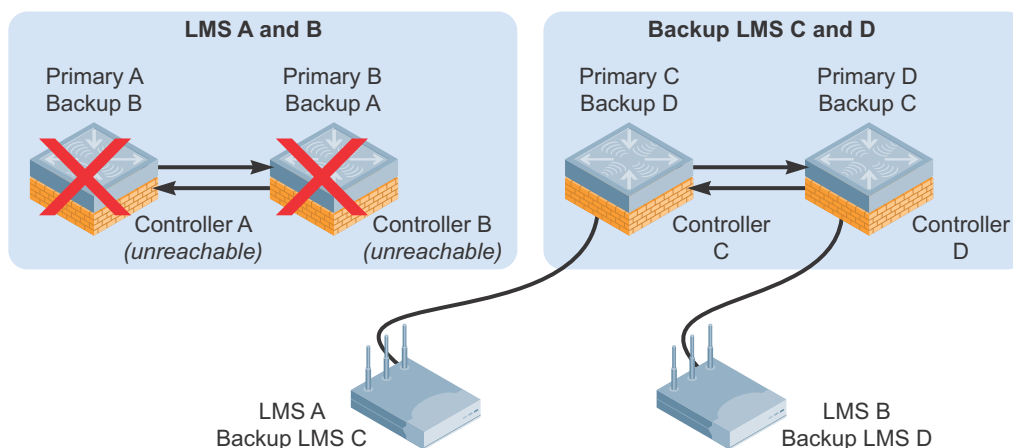 LMS A and B
Backup LMS C and D
Primary A
Backup B
Primary B
Backup A
Primary C
Backup D
Primary D
Backup C
Controller A
(unreachable)
Controller B
(unreachable)
Controller
C
Controller
D
LMS A
Backup LMS C
LMS B
Backup LMS D